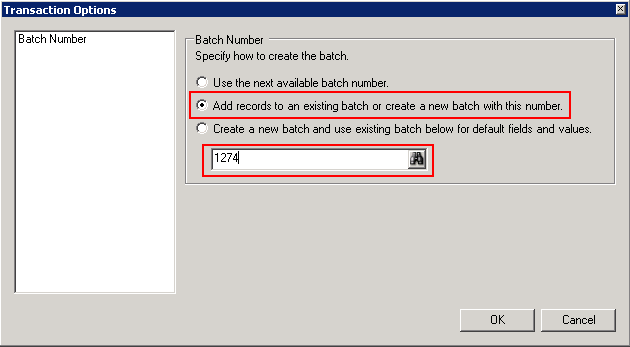 Transaction Options
Batch Number
Batch Number
Specify how to create the batch.
Use the next available batch number.
Add records to an existing batch or create a new batch with this number.
Create a new batch and use existing batch below for default fields and values.
1274
OK
Cancel